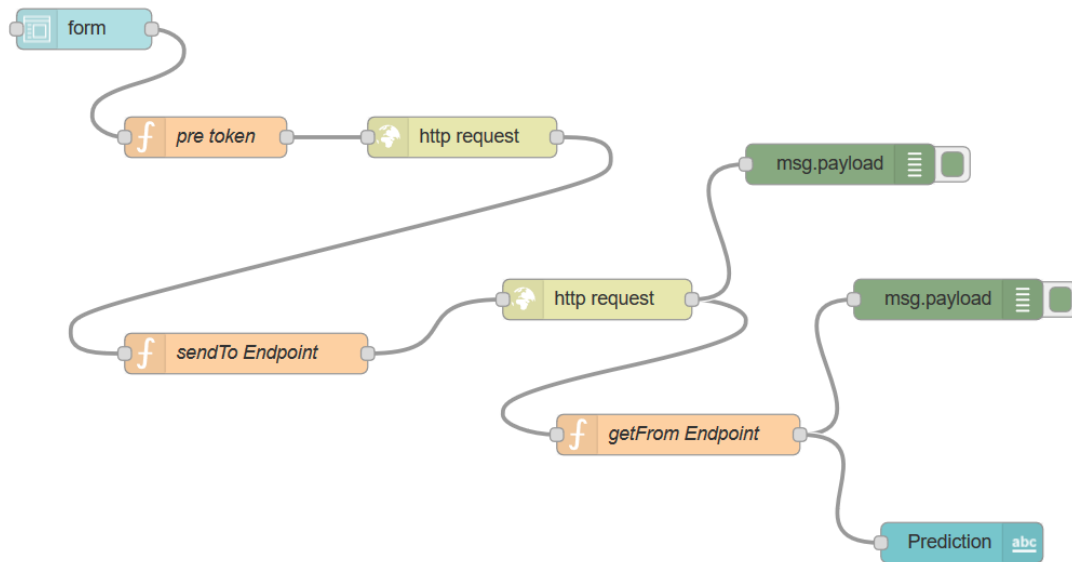 form
pre token
http request
msg.payload
http request
msg.payload
sendTo Endpoint
getFrom Endpoint
Prediction
abc